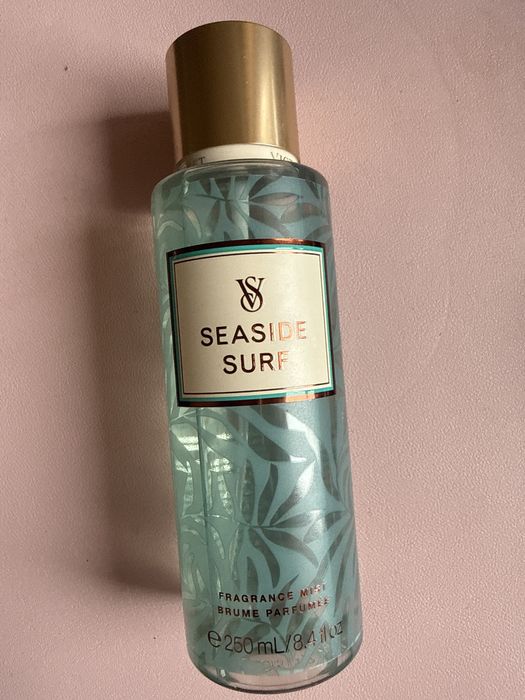 VS
SEASIDE
SURF
FRAGRANCE MIST
BRUME PARFUMÉE
℮ 250 mL/8.4 fl oz